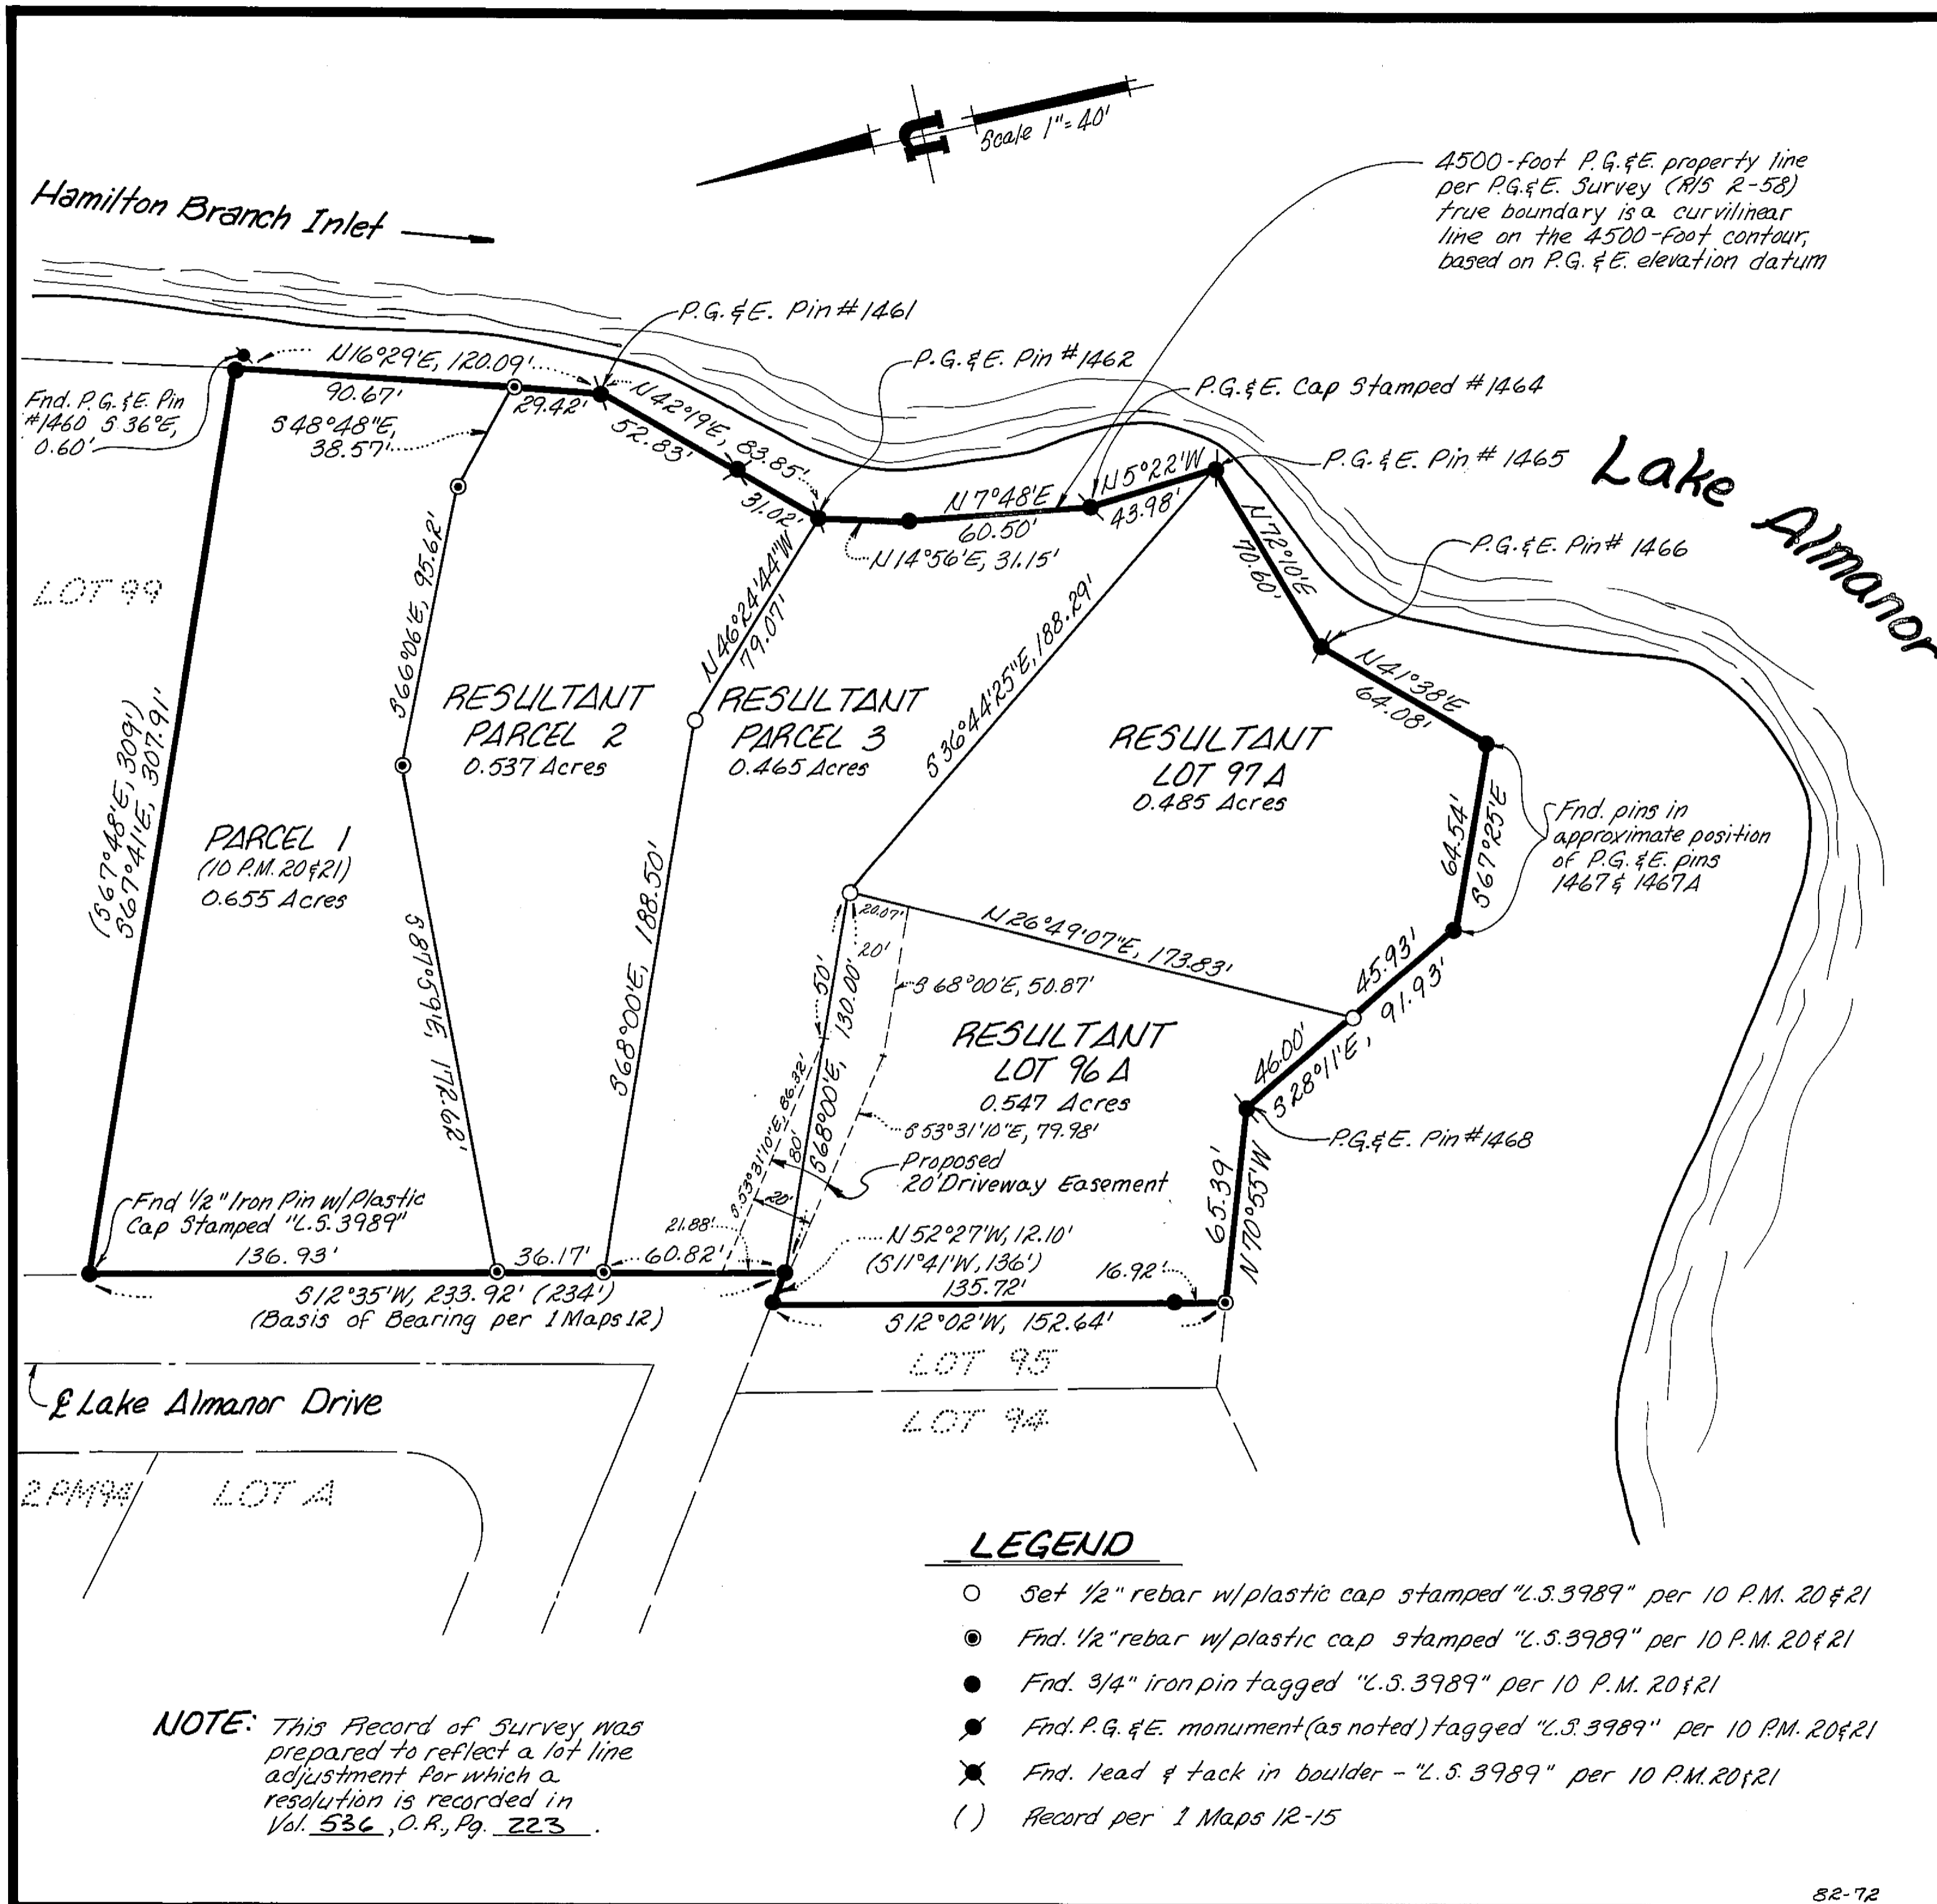 Scale 1"=40'
Hamilton Branch Inlet
4500-foot P.G.&E. property line
per P.G.&E. Survey (R/S 2-58)
true boundary is a curvilinear
line on the 4500-foot contour,
based on P.G. & E. elevation datum
P.G.&E. Pin #1461
P.G.&E. Pin #1462
P.G.&E. Cap Stamped #1464
P.G.&E. Pin # 1465
Lake Almanor
P.G.&E. Pin # 1466
N16°29'E, 120.09'
90.67'
29.42'
Fnd. P.G.&E. Pin
#1460 S 36°E,
0.60'
S48°48'E,
38.57'
N42°19'E, 83.85'
52.83'
31.02'
N7°48'E
60.50'
N5°22'W
43.98'
N14°56'E, 31.15'
N72°10'E
70.60'
N41°38'E
64.08'
LOT 99
S66°06'E, 95.62'
N46°24'44"W
79.07'
S36°44'25"E, 188.29'
RESULTANT
PARCEL 2
0.537 Acres
RESULTANT
PARCEL 3
0.465 Acres
RESULTANT
LOT 97A
0.485 Acres
64.54'
S67°25'E
Fnd. pins in
approximate position
of P.G.&E. pins
1467 & 1467A
(S67°48'E, 309')
S67°41'E, 307.91'
PARCEL 1
(10 P.M. 20&21)
0.655 Acres
S87°59'E, 172.62'
S68°00'E, 188.50'
20.07'
20'
N26°49'07"E, 173.83'
50'
S68°00'E, 130.00'
80'
S 68°00'E, 50.87'
45.93'
S28°11'E, 91.93'
46.00'
RESULTANT
LOT 96A
0.547 Acres
S53°31'10"E, 86.32'
S53°31'10"E, 79.98'
P.G.&E. Pin #1468
Proposed
20' Driveway Easement
20'
65.39'
N70°55'W
Fnd 1/2" Iron Pin w/Plastic
Cap Stamped "L.S. 3989"
136.93'
36.17'
60.82'
21.88'
N52°27'W, 12.10'
(S11°41'W, 136')
135.72'
16.92'
S12°35'W, 233.92' (234')
(Basis of Bearing per 1 Maps 12)
S12°02'W, 152.64'
LOT 95
LOT 94
℄ Lake Almanor Drive
2 PM94
LOT A
LEGEND
Set 1/2" rebar w/plastic cap stamped "L.S. 3989" per 10 P.M. 20&21
Fnd. 1/2" rebar w/plastic cap stamped "L.S. 3989" per 10 P.M. 20&21
Fnd. 3/4" iron pin tagged "L.S. 3989" per 10 P.M. 20&21
Fnd. P.G.&E. monument (as noted) tagged "L.S. 3989" per 10 P.M. 20&21
Fnd. lead & tack in boulder - "L.S. 3989" per 10 P.M. 20&21
( ) Record per 1 Maps 12-15
NOTE: This Record of Survey was
prepared to reflect a lot line
adjustment for which a
resolution is recorded in
Vol. 536, O.R., Pg. 223.
82-72